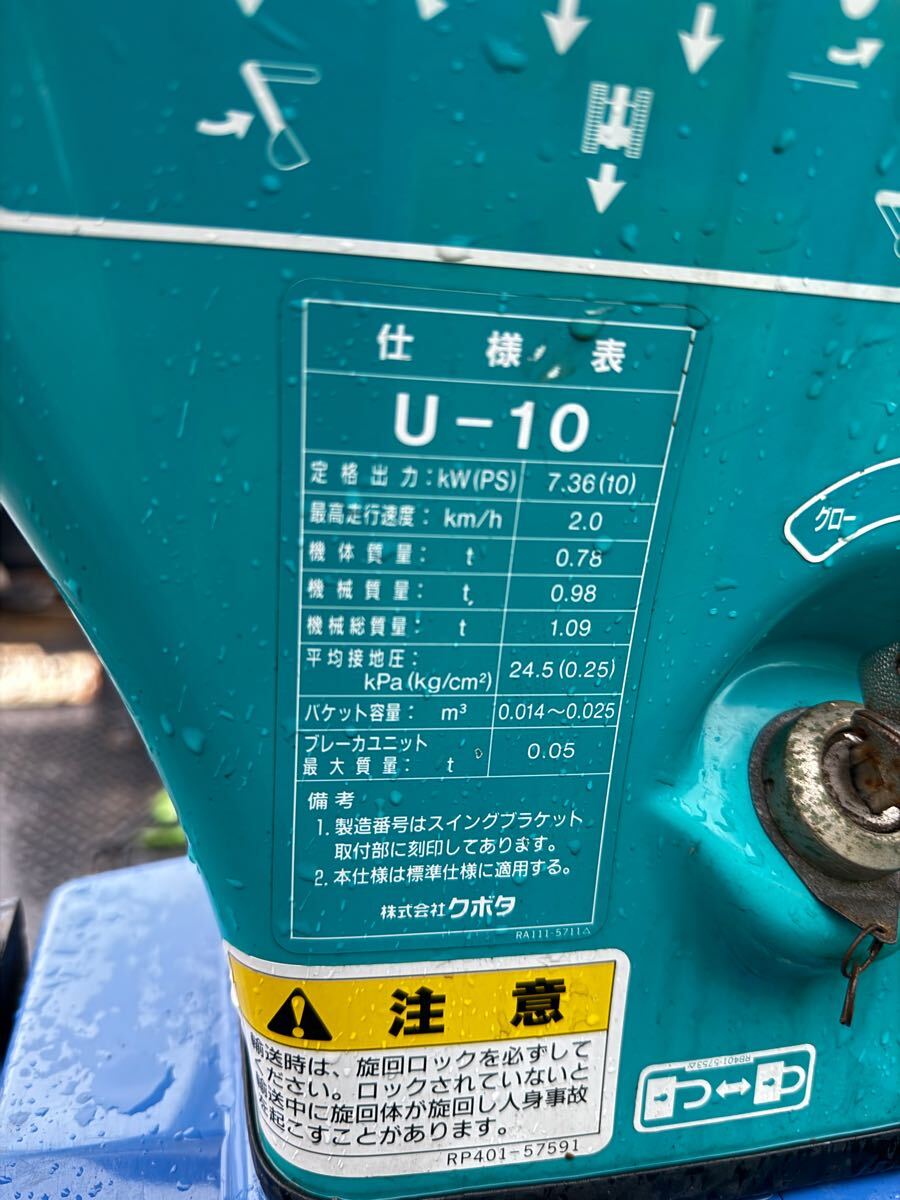 仕様表
U-10
定格出力：kW(PS) 7.36(10)
最高走行速度： km/h 2.0
機体質量： t 0.78
機械質量： t 0.98
機械総質量： t 1.09
平均接地圧：
kPa(kg/cm²) 24.5(0.25)
バケット容量： m³ 0.014～0.025
ブレーカユニット
最大質量： t 0.05
備考
1. 製造番号はスイングブラケット
取付部に刻印してあります。
2. 本仕様は標準仕様に適用する。
株式会社クボタ
RA111-5711△
グロー
注意
輸送時は、旋回ロックを必ずして
ください。ロックされていないと
輸送中に旋回体が旋回し人身事故
を起こすことがあります。
RP401-57591
RB401-5753△